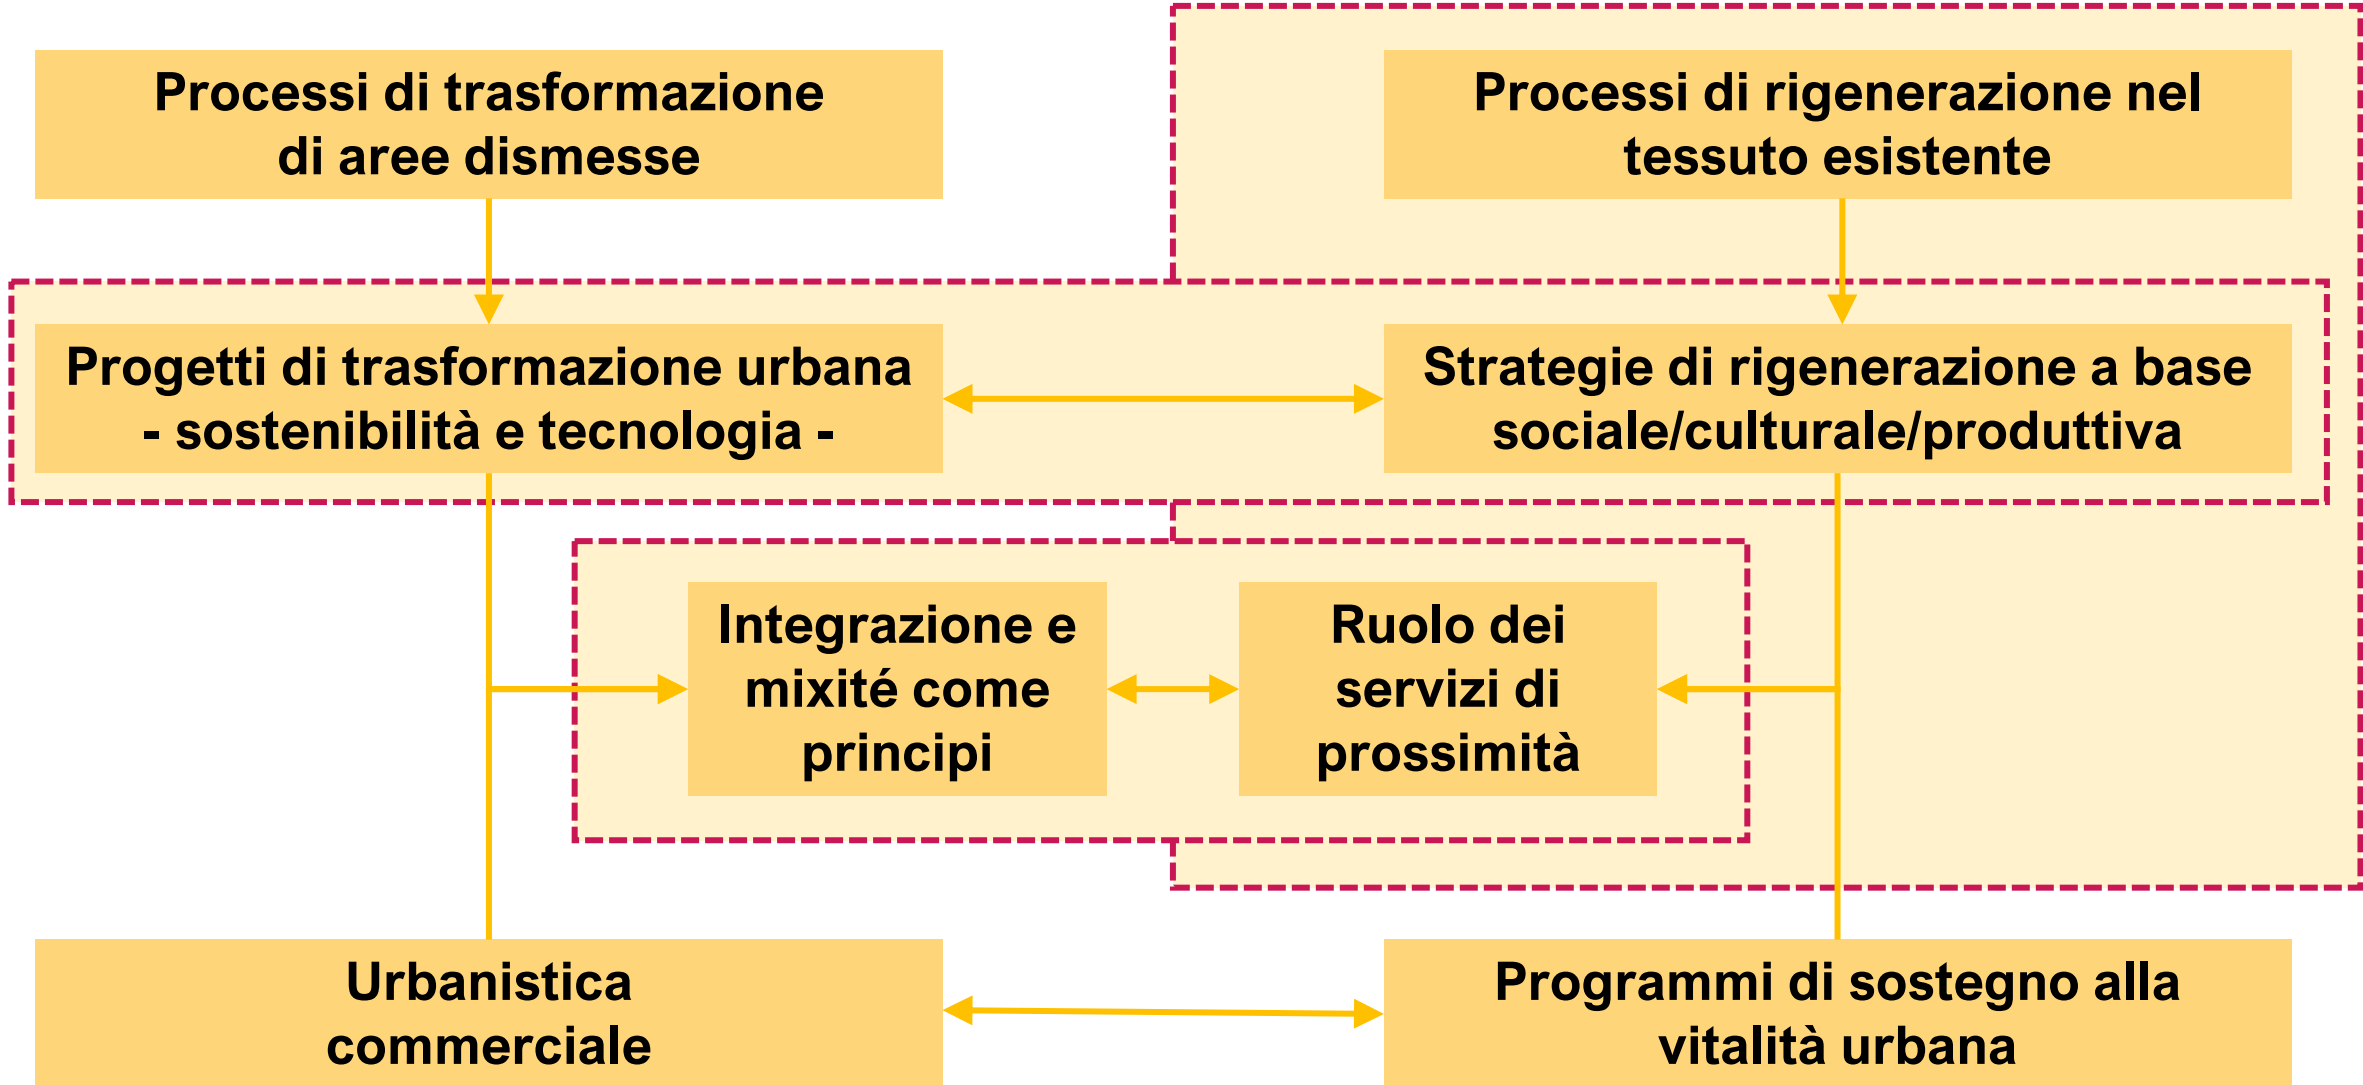 Processi di trasformazione
di aree dismesse
Processi di rigenerazione nel
tessuto esistente
Progetti di trasformazione urbana
- sostenibilità e tecnologia -
Strategie di rigenerazione a base
sociale/culturale/produttiva
Integrazione e
mixité come
principi
Ruolo dei
servizi di
prossimità
Urbanistica
commerciale
Programmi di sostegno alla
vitalità urbana